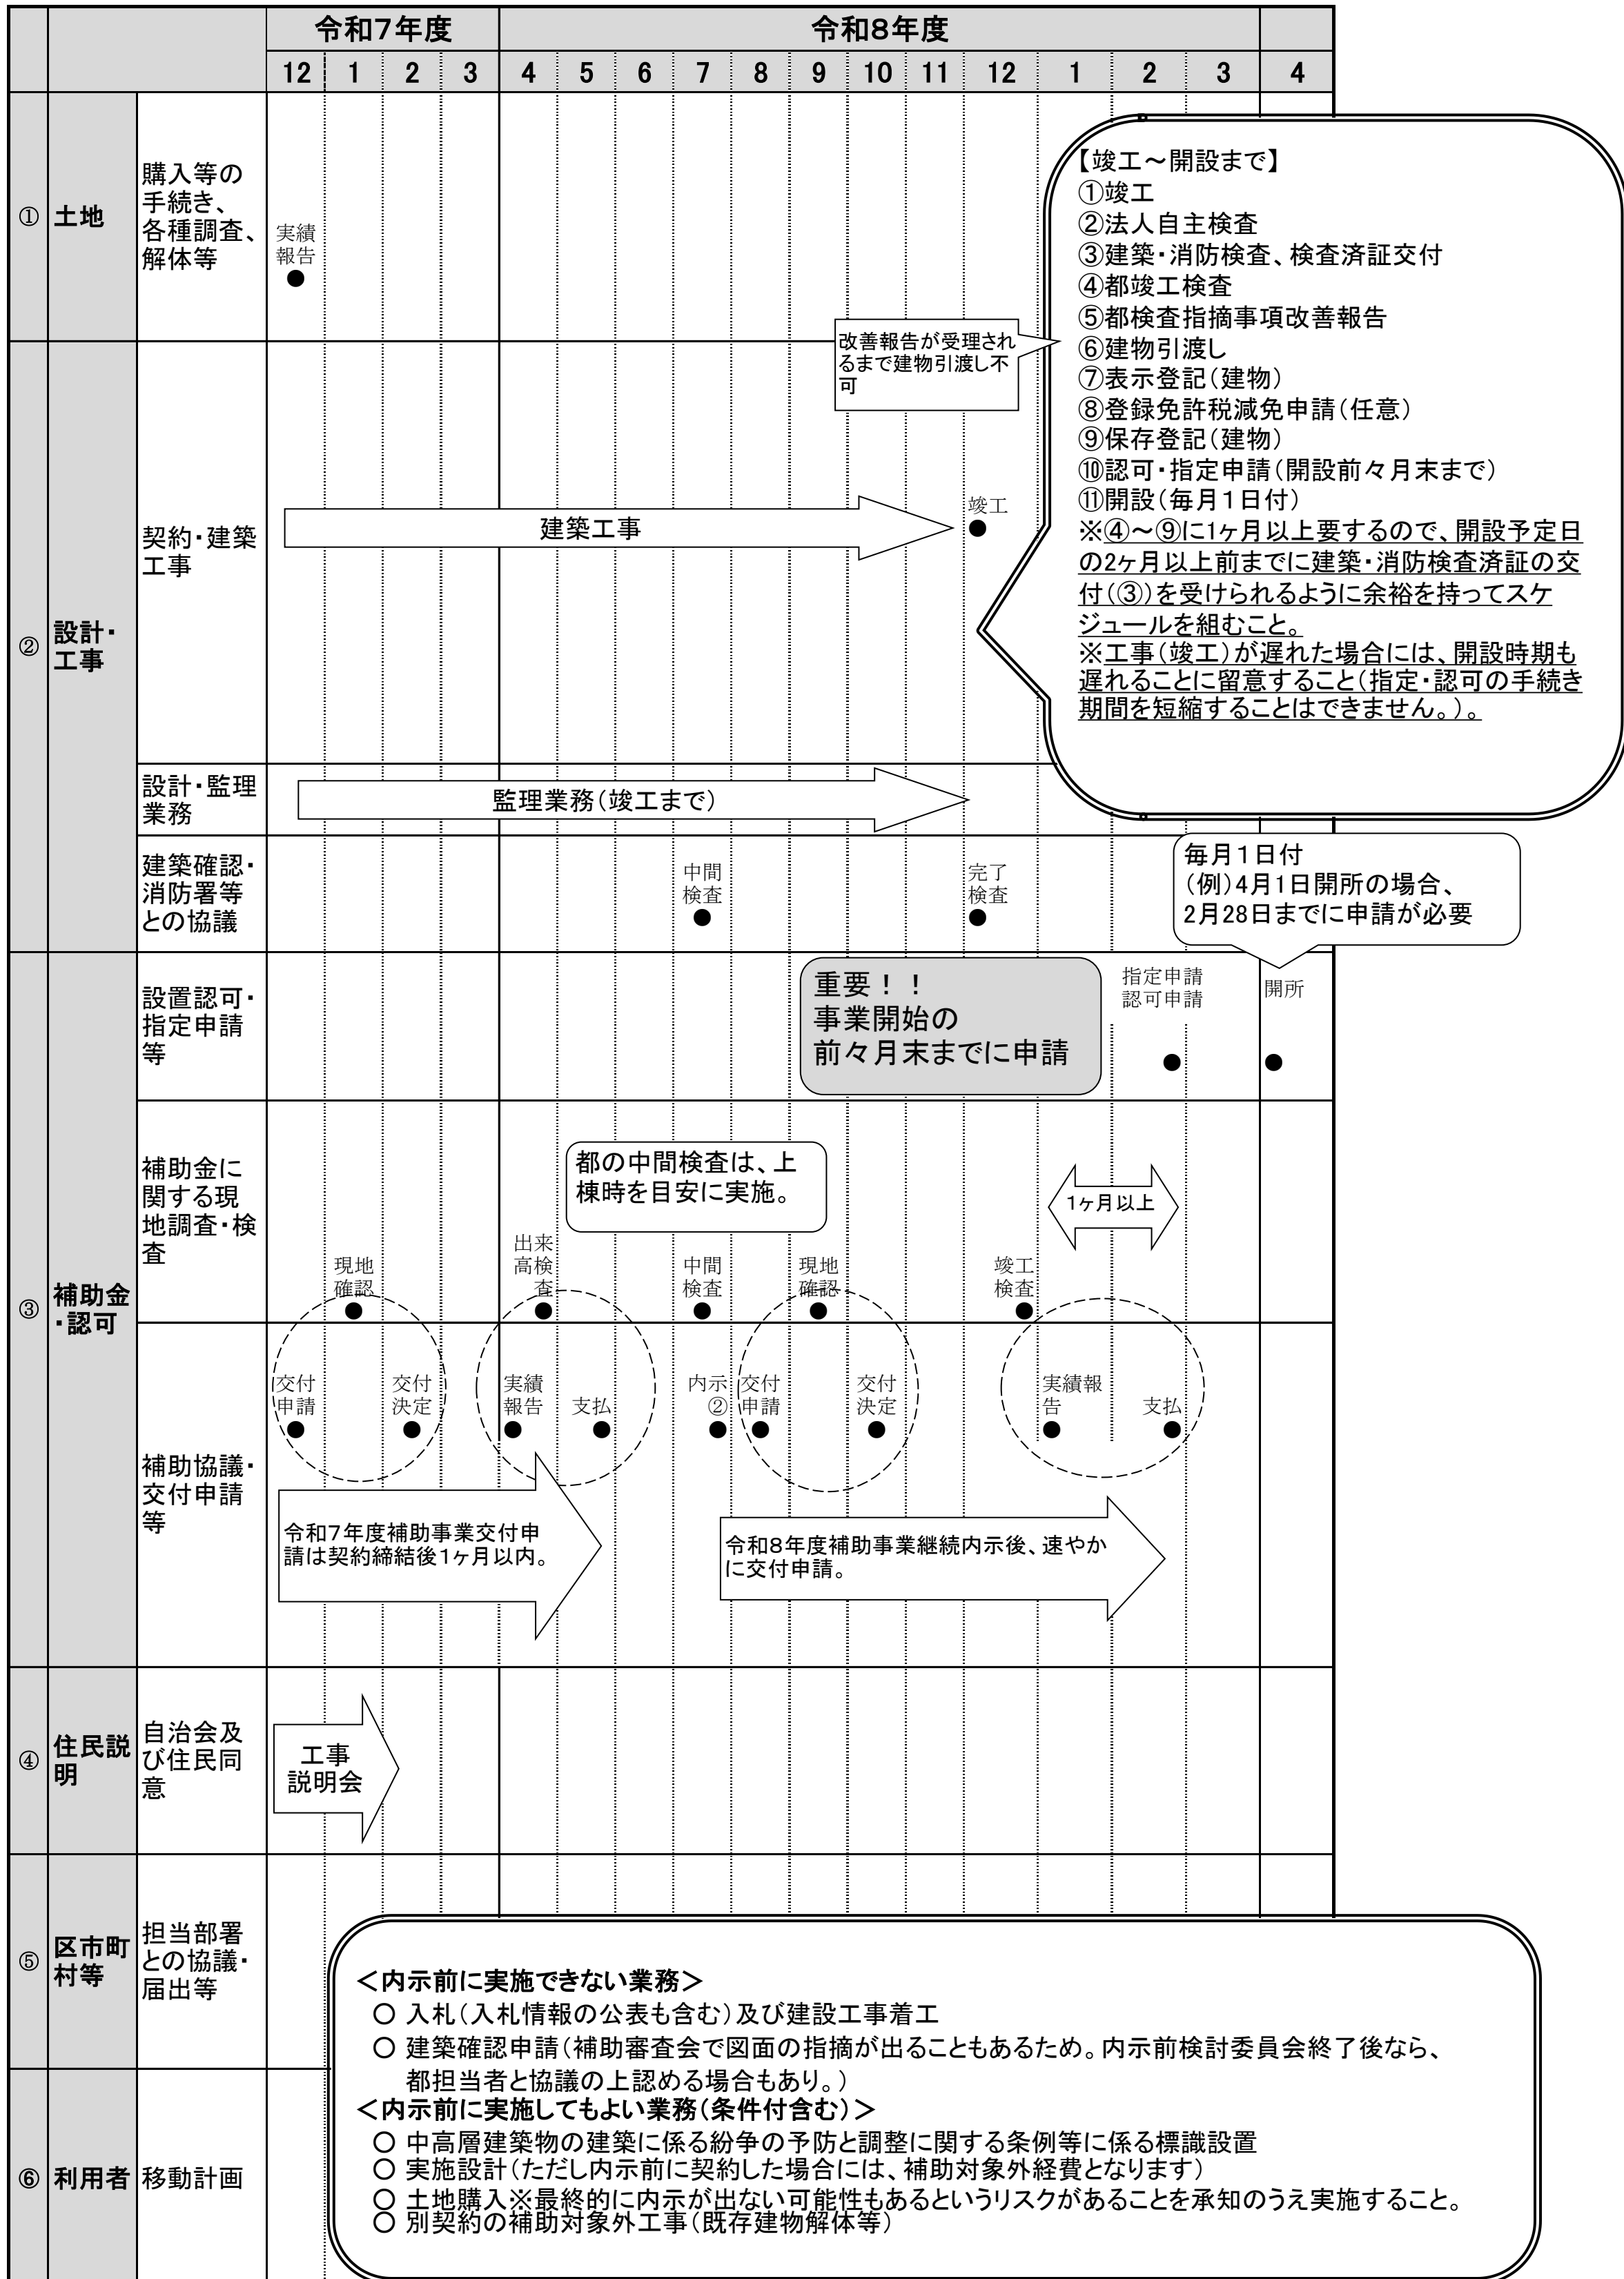 令和７年度
令和８年度
12 1 2 3 4 5 6 7 8 9 10 11 12 1 2 3 4
①
土地
購入等の
手続き、
各種調査、
解体等
実績
報告
●
【竣工～開設まで】
①竣工
②法人自主検査
③建築・消防検査、検査済証交付
④都竣工検査
⑤都検査指摘事項改善報告
⑥建物引渡し
⑦表示登記（建物）
⑧登録免許税減免申請（任意）
⑨保存登記（建物）
⑩認可・指定申請（開設前々月末まで）
⑪開設（毎月１日付）
※④～⑨に1ヶ月以上要するので、開設予定日
の2ヶ月以上前までに建築・消防検査済証の交
付（③）を受けられるように余裕を持ってスケ
ジュールを組むこと。
※工事（竣工）が遅れた場合には、開設時期も
遅れることに留意すること（指定・認可の手続き
期間を短縮することはできません。）。
改善報告が受理され
るまで建物引渡し不
可
②
設計・
工事
契約・建築
工事
建築工事
竣工
●
設計・監理
業務
監理業務（竣工まで）
建築確認・
消防署等
との協議
中間
検査
●
完了
検査
●
毎月１日付
（例）4月1日開所の場合、
2月28日までに申請が必要
③
補助金
・認可
設置認可・
指定申請
等
重要！！
事業開始の
前々月末までに申請
指定申請
認可申請
●
開所
●
補助金に
関する現
地調査・検
査
都の中間検査は、上
棟時を目安に実施。
1ヶ月以上
現地
確認
●
出来
高検
査
●
中間
検査
●
現地
確認
●
竣工
検査
●
補助協議・
交付申請
等
交付
申請
●
交付
決定
●
実績
報告
●
支払
●
内示
②
●
交付
申請
●
交付
決定
●
実績報
告
●
支払
●
令和７年度補助事業交付申
請は契約締結後1ヶ月以内。
令和８年度補助事業継続内示後、速やか
に交付申請。
④
住民説
明
自治会及
び住民同
意
工事
説明会
⑤
区市町
村等
担当部署
との協議・
届出等
＜内示前に実施できない業務＞
○ 入札（入札情報の公表も含む）及び建設工事着工
○ 建築確認申請（補助審査会で図面の指摘が出ることもあるため。内示前検討委員会終了後なら、
都担当者と協議の上認める場合もあり。）
＜内示前に実施してもよい業務（条件付含む）＞
○ 中高層建築物の建築に係る紛争の予防と調整に関する条例等に係る標識設置
○ 実施設計（ただし内示前に契約した場合には、補助対象外経費となります）
○ 土地購入※最終的に内示が出ない可能性もあるというリスクがあることを承知のうえ実施すること。
○ 別契約の補助対象外工事（既存建物解体等）
⑥
利用者
移動計画